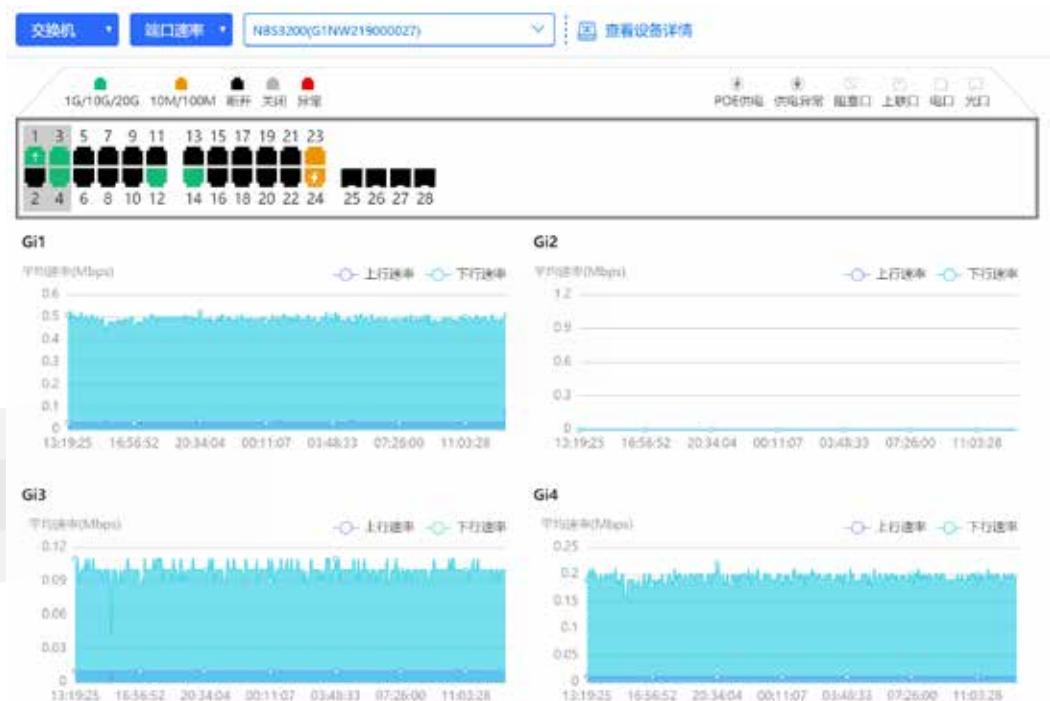 交换机 端口速率 NBS3200(G1NW219000027) 查看设备详情
1G/10G/20G 10M/100M 断开 关闭 异常 POE供电 供电异常 阻塞口 上联口 电口 光口
1 3 5 7 9 11 13 15 17 19 21 23
2 4 6 8 10 12 14 16 18 20 22 24 25 26 27 28
Gi1 Gi2
平均速率(Mbps) 上行速率 下行速率 平均速率(Mbps) 上行速率 下行速率
0.6 1.2
0.5
0.4 0.9
0.3 0.6
0.2
0.1 0.3
0 0
13:19:25 16:56:52 20:34:04 00:11:07 03:48:33 07:26:00 11:03:28 13:19:25 16:56:52 20:34:04 00:11:07 03:48:33 07:26:00 11:03:28
Gi3 Gi4
平均速率(Mbps) 上行速率 下行速率 平均速率(Mbps) 上行速率 下行速率
0.12 0.25
0.09 0.2
0.06 0.15
0.1
0.03 0.05
0 0
13:19:25 16:56:52 20:34:04 00:11:07 03:48:33 07:26:00 11:03:28 13:19:25 16:56:52 20:34:04 00:11:07 03:48:33 07:26:00 11:03:28